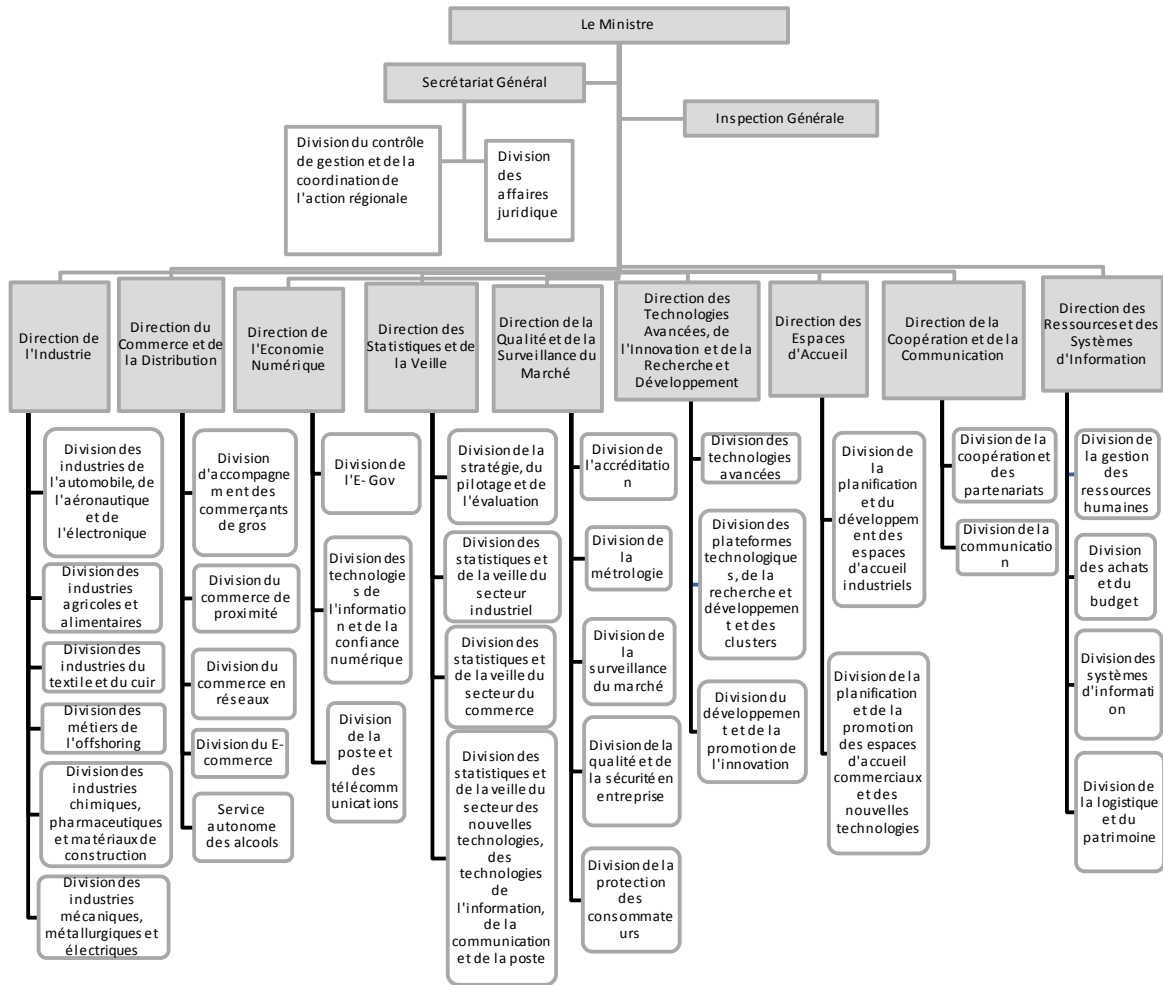 Le Ministre
Secrétariat Général
Inspection Générale
Division du contrôle
de gestion et de la
coordination de
l'action régionale
Division
des
affaires
juridique
Direction de
l'Industrie
Direction du
Commerce et de
la Distribution
Direction de
l'Economie
Numérique
Direction des
Statistiques et de
la Veille
Direction de la
Qualité et de la
Surveillance du
Marché
Direction des
Technologies
Avancées, de
l'Innovation et de la
Recherche et
Développement
Direction des
Espaces
d'Accueil
Direction de la
Coopération et de la
Communication
Direction des
Ressources et des
Systèmes
d'Information
Division des
industries de
l'automobile, de
l'aéronautique
et de
l'électronique
Division des
industries
agricoles et
alimentaires
Division des
industries du
textile et du cuir
Division des
métiers de
l'offshoring
Division des
industries
chimiques,
pharmaceutiques
et matériaux de
construction
Division des
industries
mécaniques,
métallurgiques et
électriques
Division
d'accompagne
ment des
commerçants
de gros
Division du
commerce de
proximité
Division du
commerce en
réseaux
Division du E-
commerce
Service
autonome
des alcools
Division de
l'E- Gov
Division des
technologie
s de
l'informatio
n et de la
confiance
numérique
Division
de la
poste et
des
télécomm
unications
Division de la
stratégie, du
pilotage et de
l'évaluation
Division des
statistiques et
de la veille du
secteur
industriel
Division des
statistiques et
de la veille du
secteur du
commerce
Division des
statistiques et
de la veille du
secteur des
nouvelles
technologies,
des
technologies
de
l'information,
de la
communication
et de la poste
Division de
l'accréditatio
n
Division de
la
métrologie
Division de
la
surveillance
du marché
Division de la
qualité et de
la sécurité en
entreprise
Division de la
protection
des
consommate
urs
Division des
technologies
avancées
Division des
plateformes
technologique
s, de la
recherche et
développemen
t et des
clusters
Division du
développemen
t et de la
promotion de
l'innovation
Division
de la
planification
et du
développem
ent des
espaces
d'accueil
industriels
Division de la
planification
et de la
promotion
des espaces
d'accueil
commerciaux
et des
nouvelles
technologies
Division de la
coopération et
des
partenariats
Division de la
communicatio
n
Division de
la gestion
des
ressources
humaines
Division
des achats
et du
budget
Division des
systèmes
d'informati
on
Division de
la logistique
et du
patrimoine